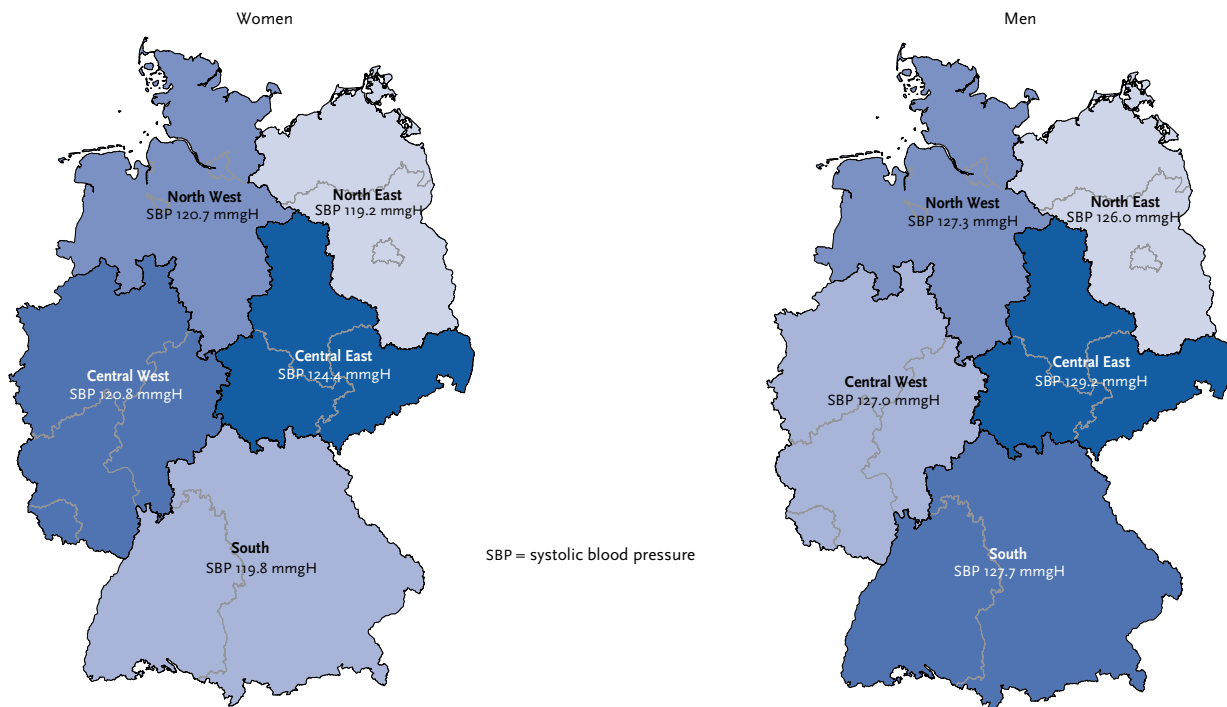 Women
North West
SBP 120.7 mmgH
North East
SBP 119.2 mmgH
Central West
SBP 120.8 mmgH
Central East
SBP 124.4 mmgH
South
SBP 119.8 mmgH
SBP = systolic blood pressure
Men
North West
SBP 127.3 mmgH
North East
SBP 126.0 mmgH
Central West
SBP 127.0 mmgH
Central East
SBP 129.2 mmgH
South
SBP 127.7 mmgH